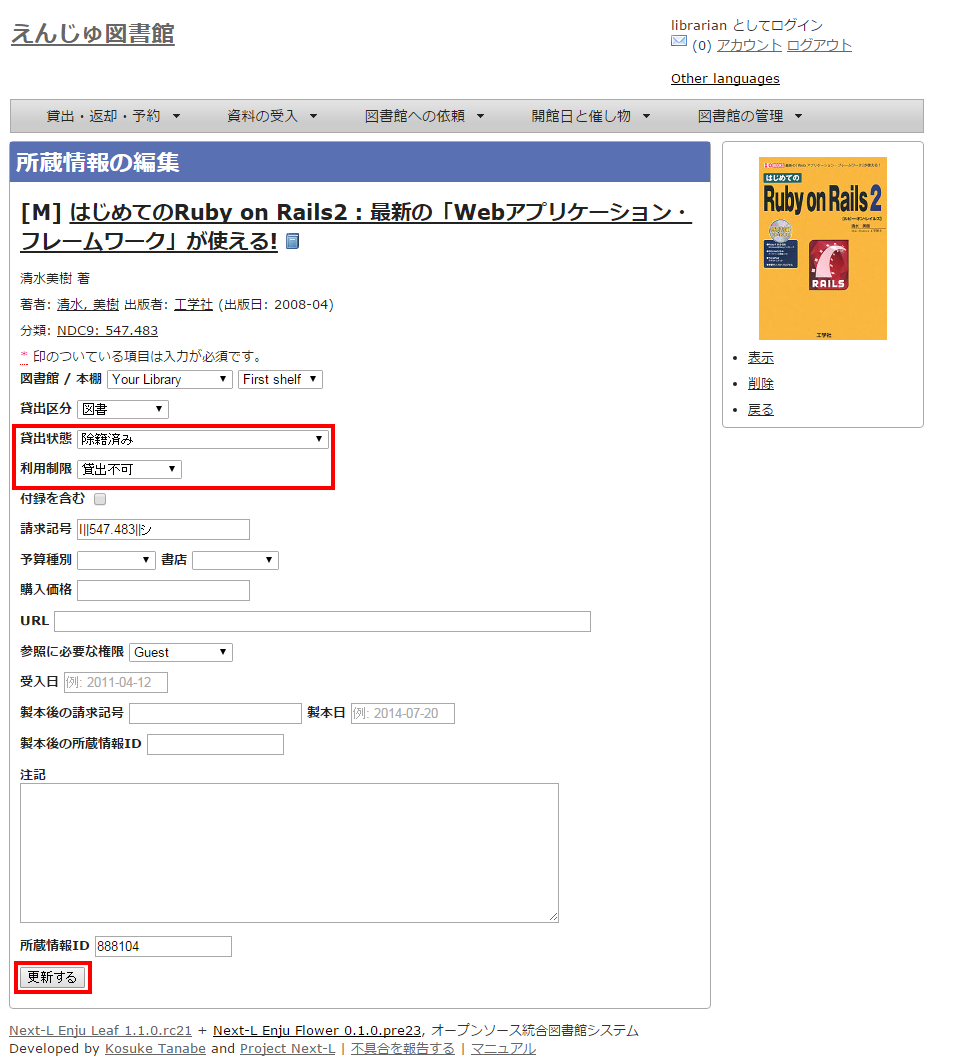 えんじゅ図書館
librarian としてログイン
(0) アカウント ログアウト
Other languages
貸出・返却・予約 ▼ 資料の受入 ▼ 図書館への依頼 ▼ 開館日と催し物 ▼ 図書館の管理 ▼
所蔵情報の編集
[M] はじめてのRuby on Rails2 : 最新の「Webアプリケーション・
フレームワーク」が使える!
清水美樹 著
著者: 清水, 美樹 出版者: 工学社 (出版日: 2008-04)
分類: NDC9: 547.483
* 印のついている項目は入力が必須です。
図書館 / 本棚 Your Library ▼ First shelf ▼
貸出区分 図書 ▼
貸出状態 除籍済み ▼
利用制限 貸出不可 ▼
付録を含む
請求記号 I||547.483||シ
予算種別 ▼ 書店 ▼
購入価格
URL
参照に必要な権限 Guest ▼
受入日 例: 2011-04-12
製本後の請求記号 製本日 例: 2014-07-20
製本後の所蔵情報ID
注記
所蔵情報ID 888104
更新する
はじめての
Ruby on Rails 2
RAILS
工学社
• 表示
• 削除
• 戻る
Next-L Enju Leaf 1.1.0.rc21 + Next-L Enju Flower 0.1.0.pre23, オープンソース統合図書館システム
Developed by Kosuke Tanabe and Project Next-L | 不具合を報告する | マニュアル